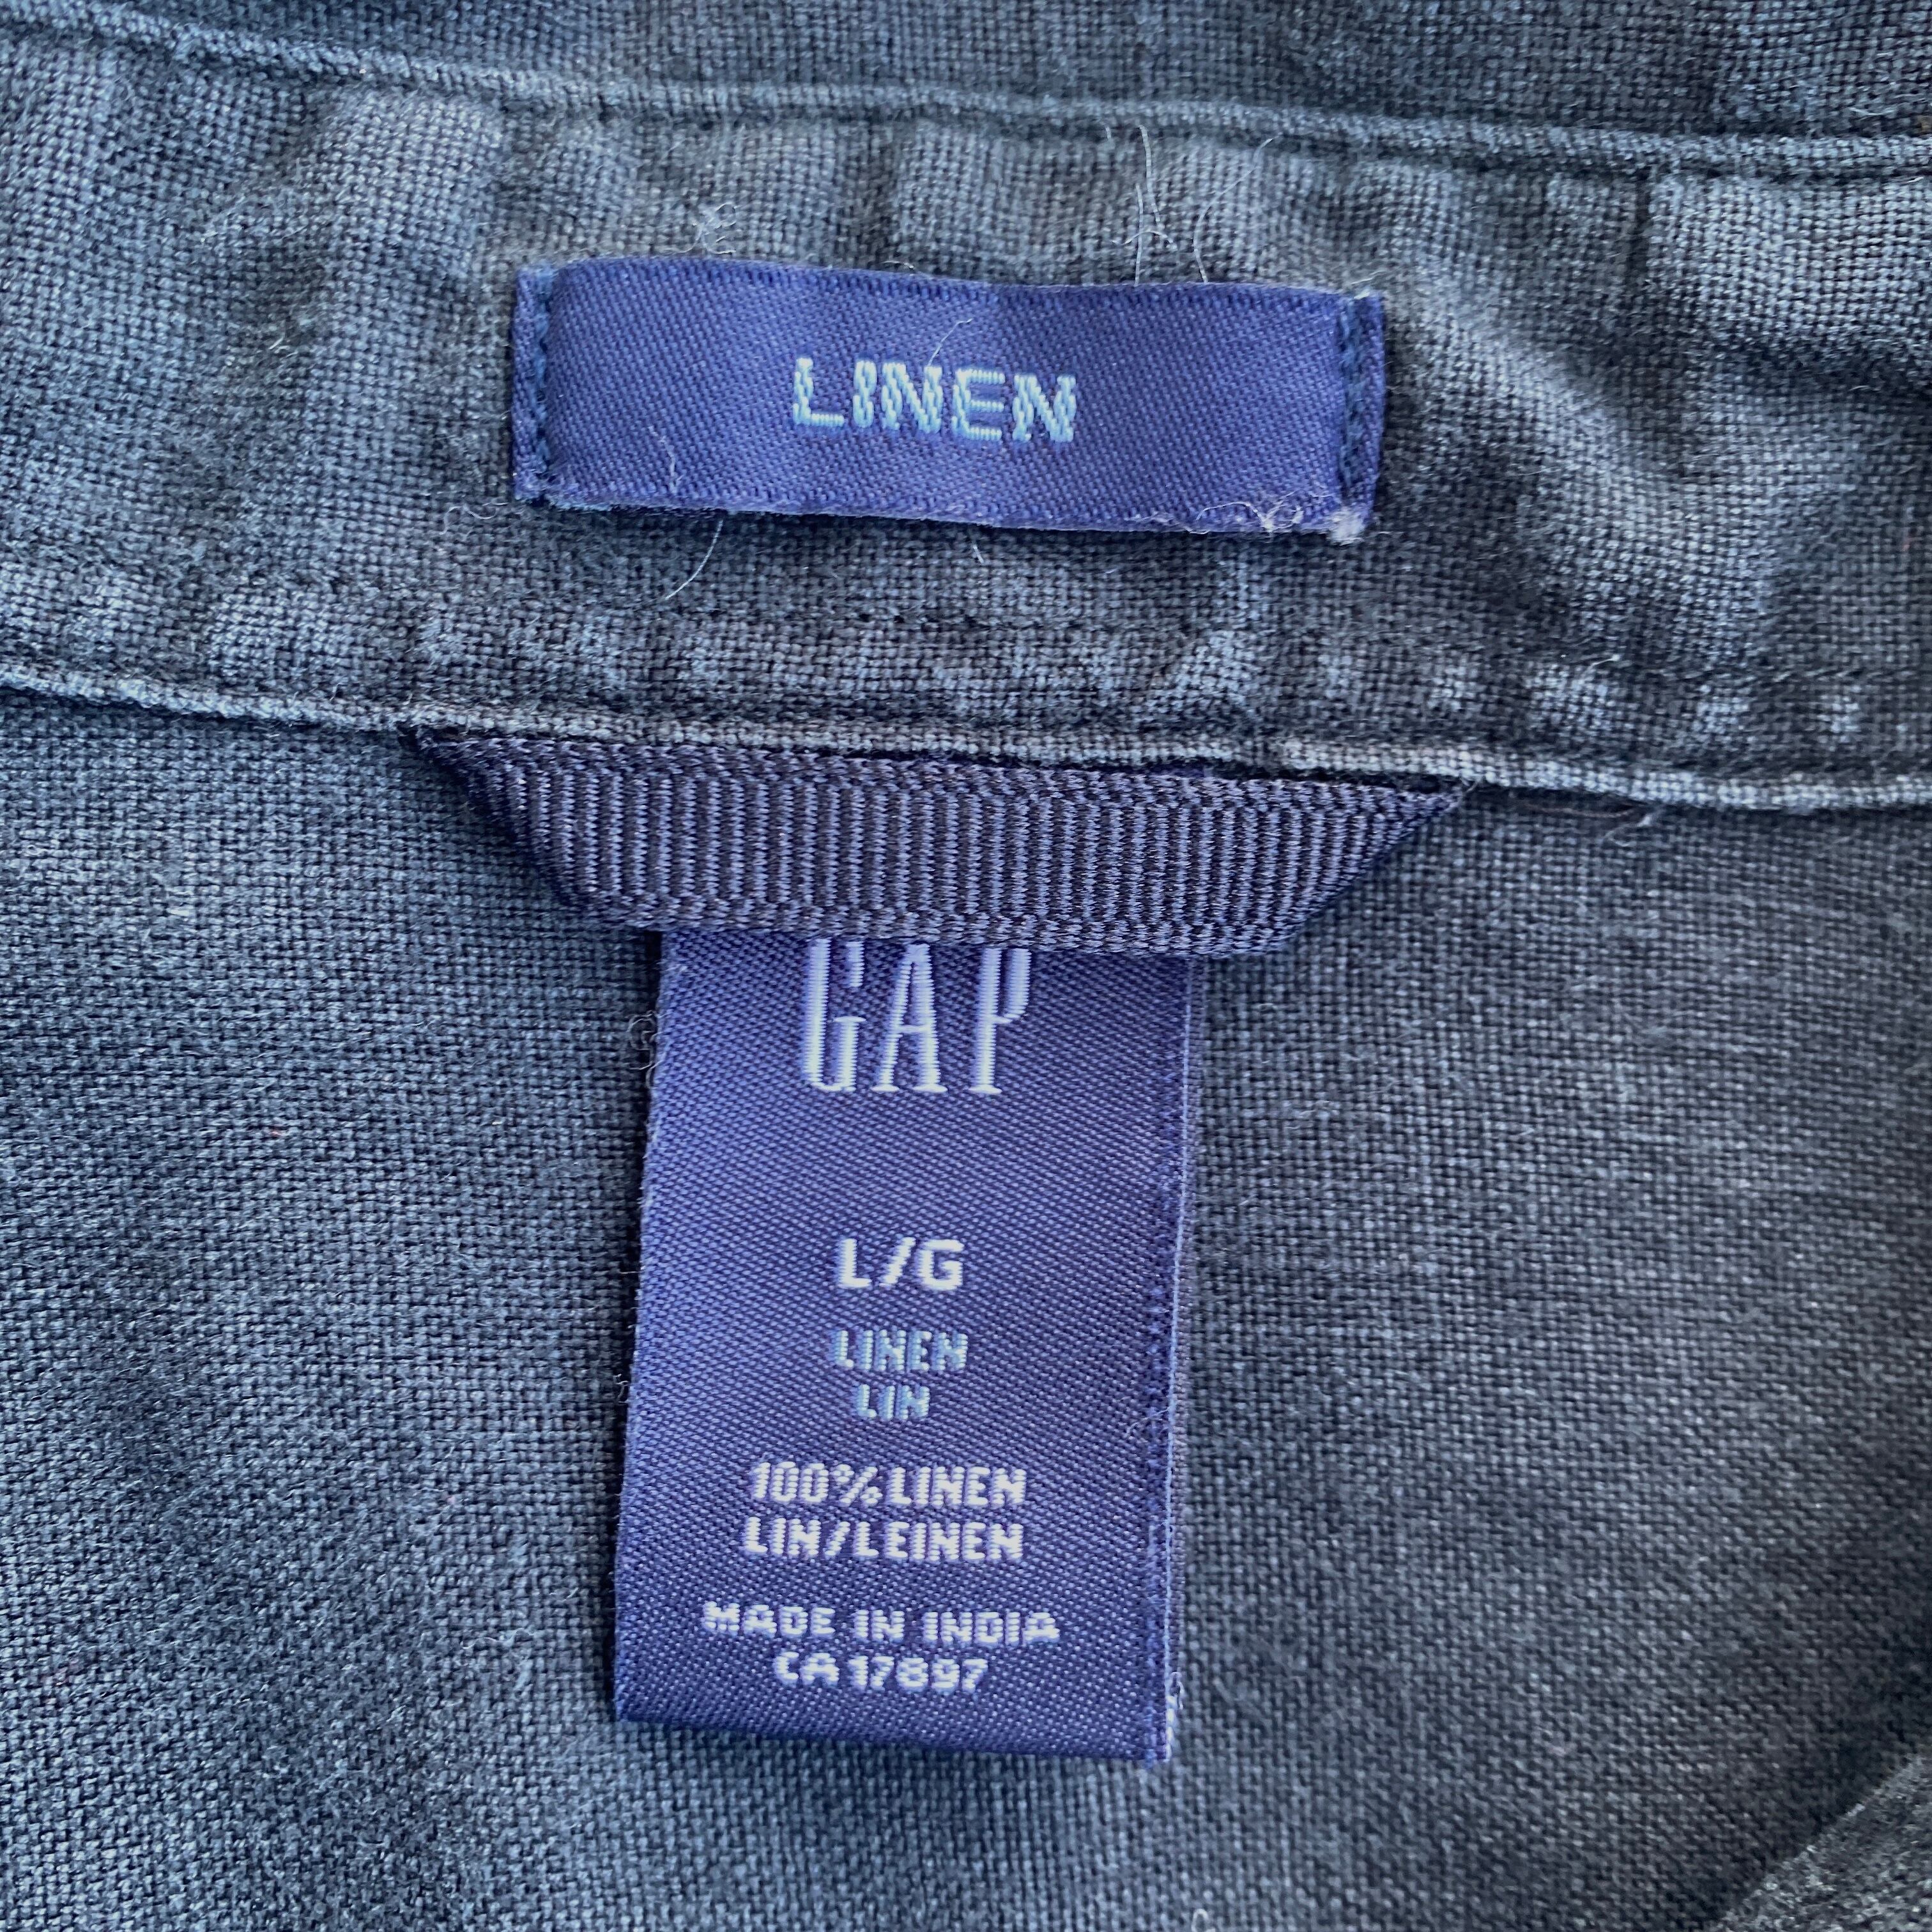 LINEN
GAP
L/G
LINEN
LIN
100% LINEN
LIN/LEINEN
MADE IN INDIA
CA 17897